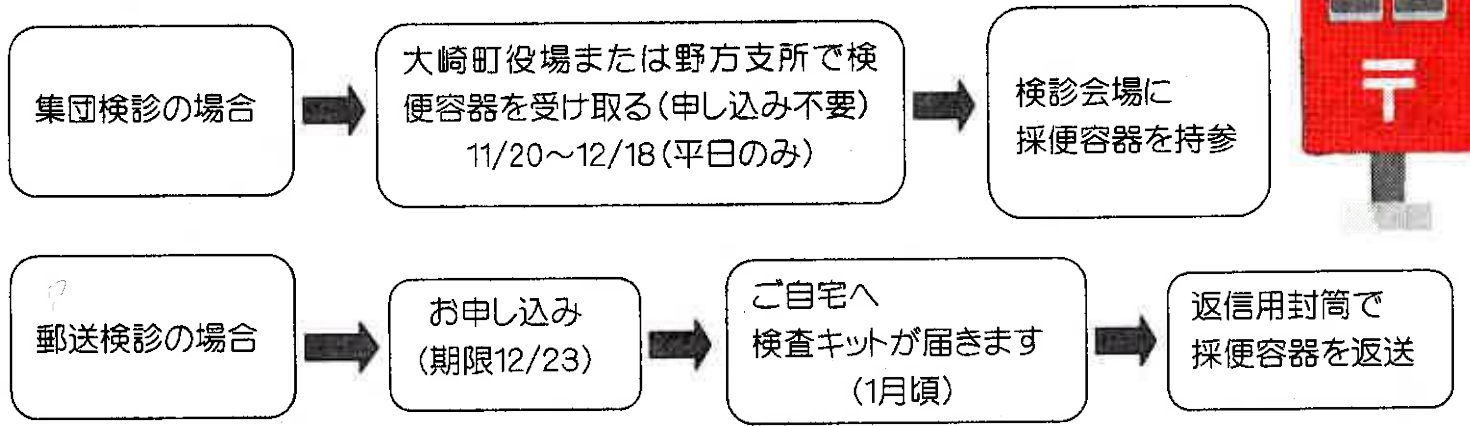 集団検診の場合
大崎町役場または野方支所で検
便容器を受け取る(申し込み不要)
11/20～12/18(平日のみ)
検診会場に
採便容器を持参
〒
郵送検診の場合
お申し込み
(期限12/23)
ご自宅へ
検査キットが届きます
(1月頃)
返信用封筒で
採便容器を返送